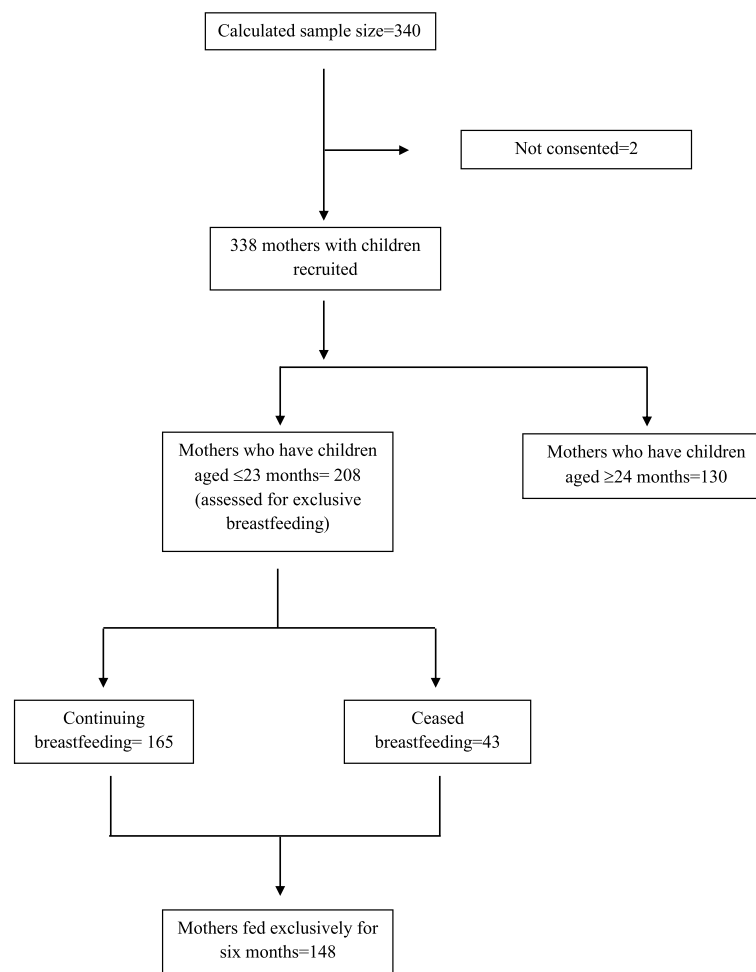 Calculated sample size=340
Not consented=2
338 mothers with children
recruited
Mothers who have children
aged ≤23 months= 208
(assessed for exclusive
breastfeeding)
Mothers who have children
aged ≥24 months=130
Continuing
breastfeeding= 165
Ceased
breastfeeding=43
Mothers fed exclusively for
six months=148